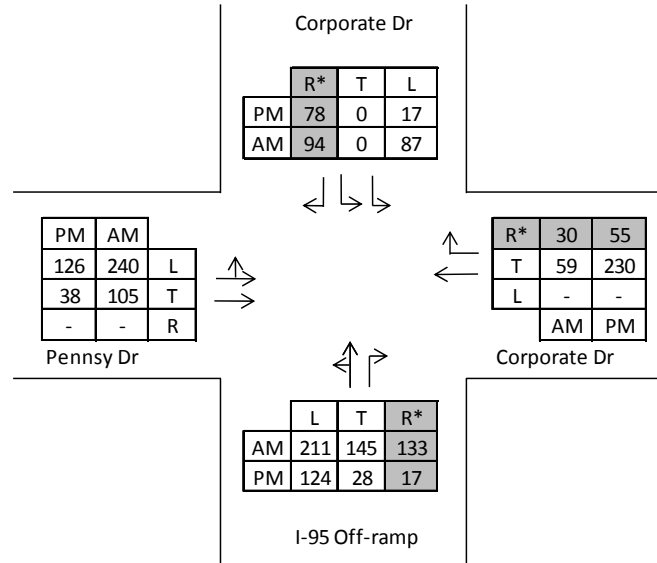 Corporate Dr
R* T L
PM 78 0 17
AM 94 0 87
PM AM
126 240 L
38 105 T
- - R
Pennsy Dr
R* 30 55
T 59 230
L - -
AM PM
Corporate Dr
L T R*
AM 211 145 133
PM 124 28 17
I-95 Off-ramp